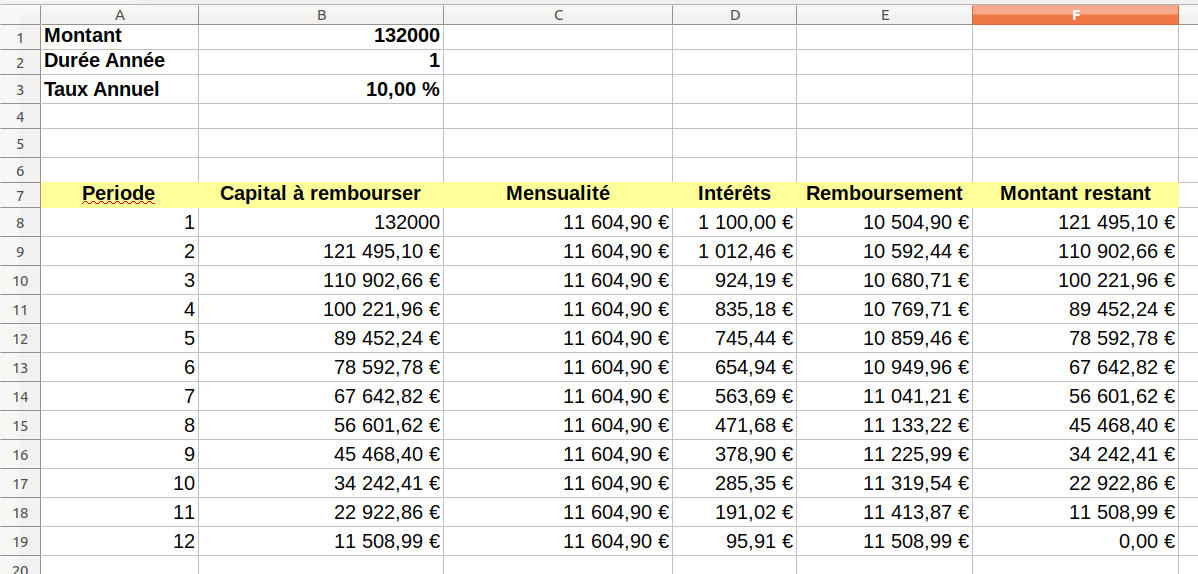 A B C D E F
1 Montant 132000
2 Durée Année 1
3 Taux Annuel 10,00 %
4
5
6
7 Periode Capital à rembourser Mensualité Intérêts Remboursement Montant restant
8 1 132000 11 604,90 € 1 100,00 € 10 504,90 € 121 495,10 €
9 2 121 495,10 € 11 604,90 € 1 012,46 € 10 592,44 € 110 902,66 €
10 3 110 902,66 € 11 604,90 € 924,19 € 10 680,71 € 100 221,96 €
11 4 100 221,96 € 11 604,90 € 835,18 € 10 769,71 € 89 452,24 €
12 5 89 452,24 € 11 604,90 € 745,44 € 10 859,46 € 78 592,78 €
13 6 78 592,78 € 11 604,90 € 654,94 € 10 949,96 € 67 642,82 €
14 7 67 642,82 € 11 604,90 € 563,69 € 11 041,21 € 56 601,62 €
15 8 56 601,62 € 11 604,90 € 471,68 € 11 133,22 € 45 468,40 €
16 9 45 468,40 € 11 604,90 € 378,90 € 11 225,99 € 34 242,41 €
17 10 34 242,41 € 11 604,90 € 285,35 € 11 319,54 € 22 922,86 €
18 11 22 922,86 € 11 604,90 € 191,02 € 11 413,87 € 11 508,99 €
19 12 11 508,99 € 11 604,90 € 95,91 € 11 508,99 € 0,00 €
20